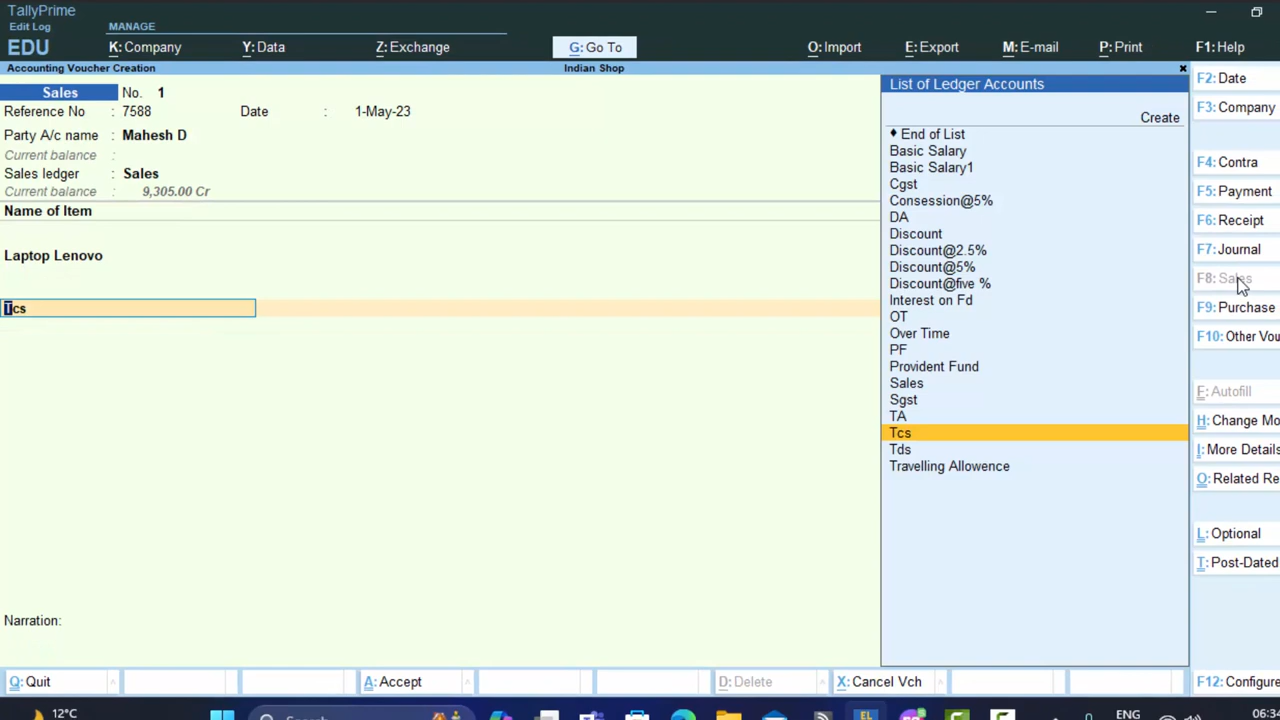 TallyPrime
Edit Log
MANAGE
EDU
K: Company
Y: Data
Z: Exchange
G: Go To
O: Import
E: Export
M: E-mail
P: Print
F1: Help
Accounting Voucher Creation
Indian Shop
Sales No. 1
Reference No : 7588 Date : 1-May-23
Party A/c name : Mahesh D
Current balance :
Sales ledger : Sales
Current balance : 9,305.00 Cr
Name of Item
Laptop Lenovo
Tcs
Narration:
List of Ledger Accounts
Create
♦ End of List
Basic Salary
Basic Salary1
Cgst
Consession@5%
DA
Discount
Discount@2.5%
Discount@5%
Discount@five %
Interest on Fd
OT
Over Time
PF
Provident Fund
Sales
Sgst
TA
Tcs
Tds
Travelling Allowence
F2: Date
F3: Company
F4: Contra
F5: Payment
F6: Receipt
F7: Journal
F8: Sales
F9: Purchase
F10: Other Vou
F: Autofill
H: Change Mo
I: More Details
O: Related Re
L: Optional
T: Post-Dated
F12: Configure
Q: Quit
A: Accept
D: Delete
X: Cancel Vch
12°C
Search
ENG
06:34